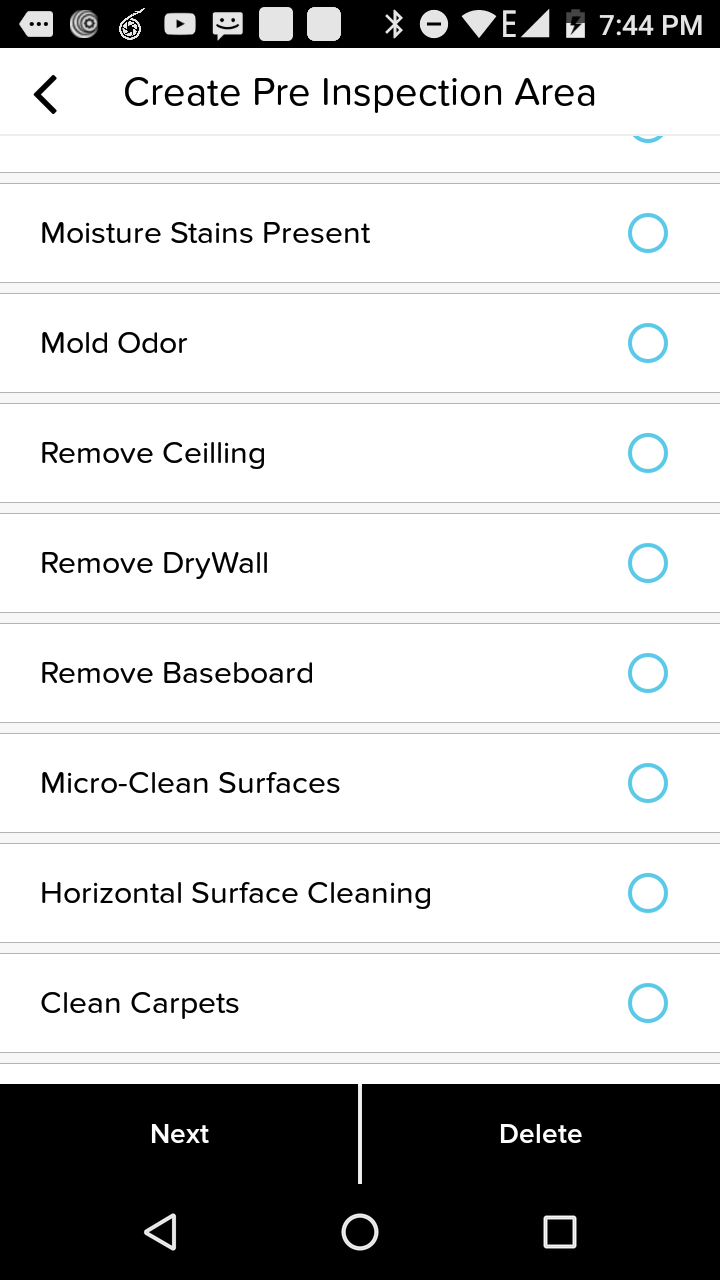 E 7:44 PM
Create Pre Inspection Area
Moisture Stains Present
Mold Odor
Remove Ceilling
Remove DryWall
Remove Baseboard
Micro-Clean Surfaces
Horizontal Surface Cleaning
Clean Carpets
Next Delete